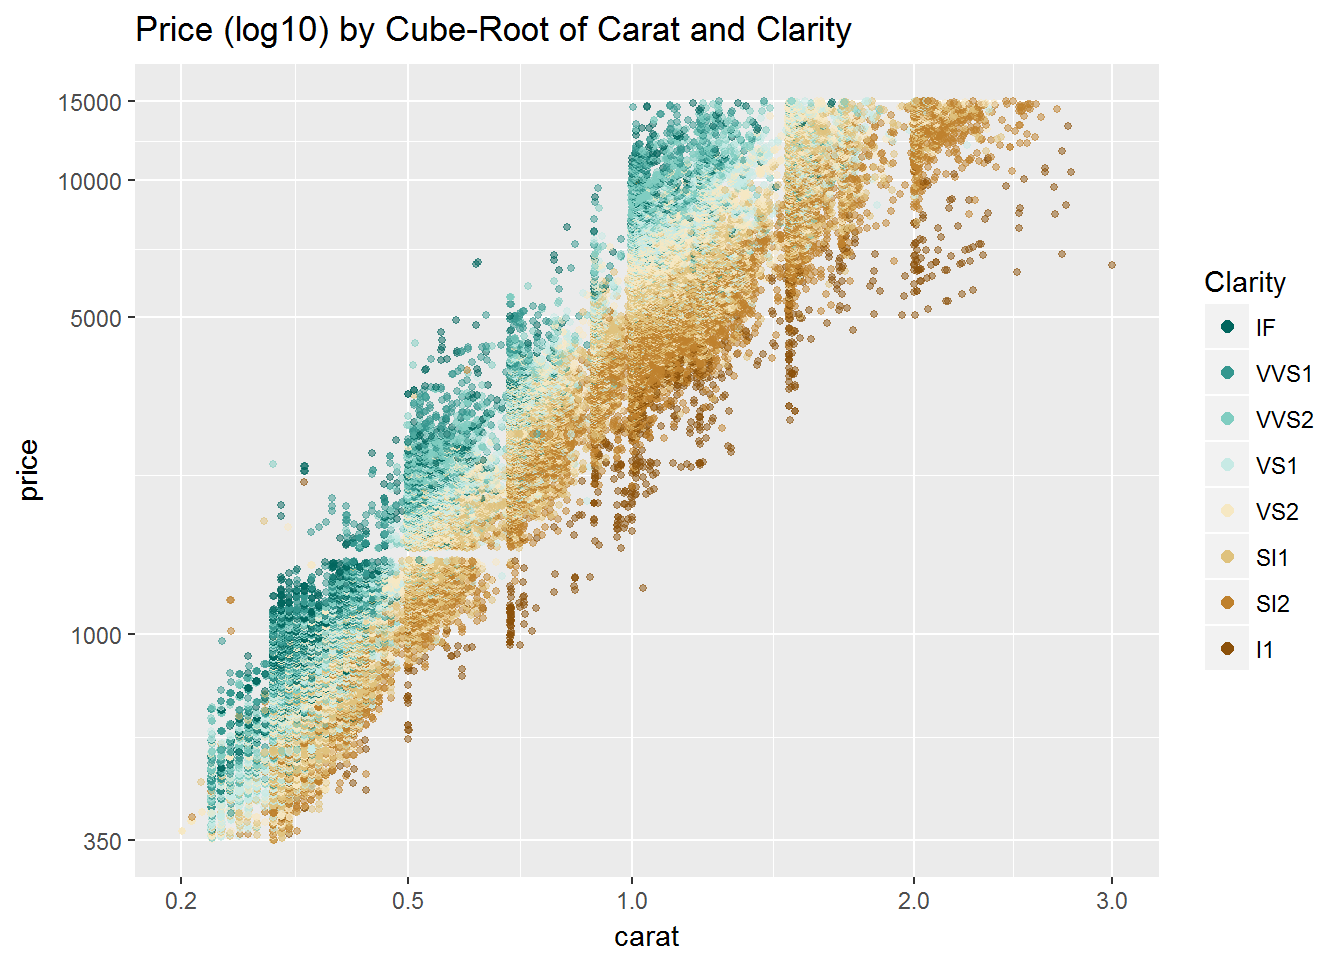 Price (log10) by Cube-Root of Carat and Clarity
15000
10000
5000
1000
350
price
0.2
0.5
1.0
2.0
3.0
carat
Clarity
IF
VVS1
VVS2
VS1
VS2
SI1
SI2
I1